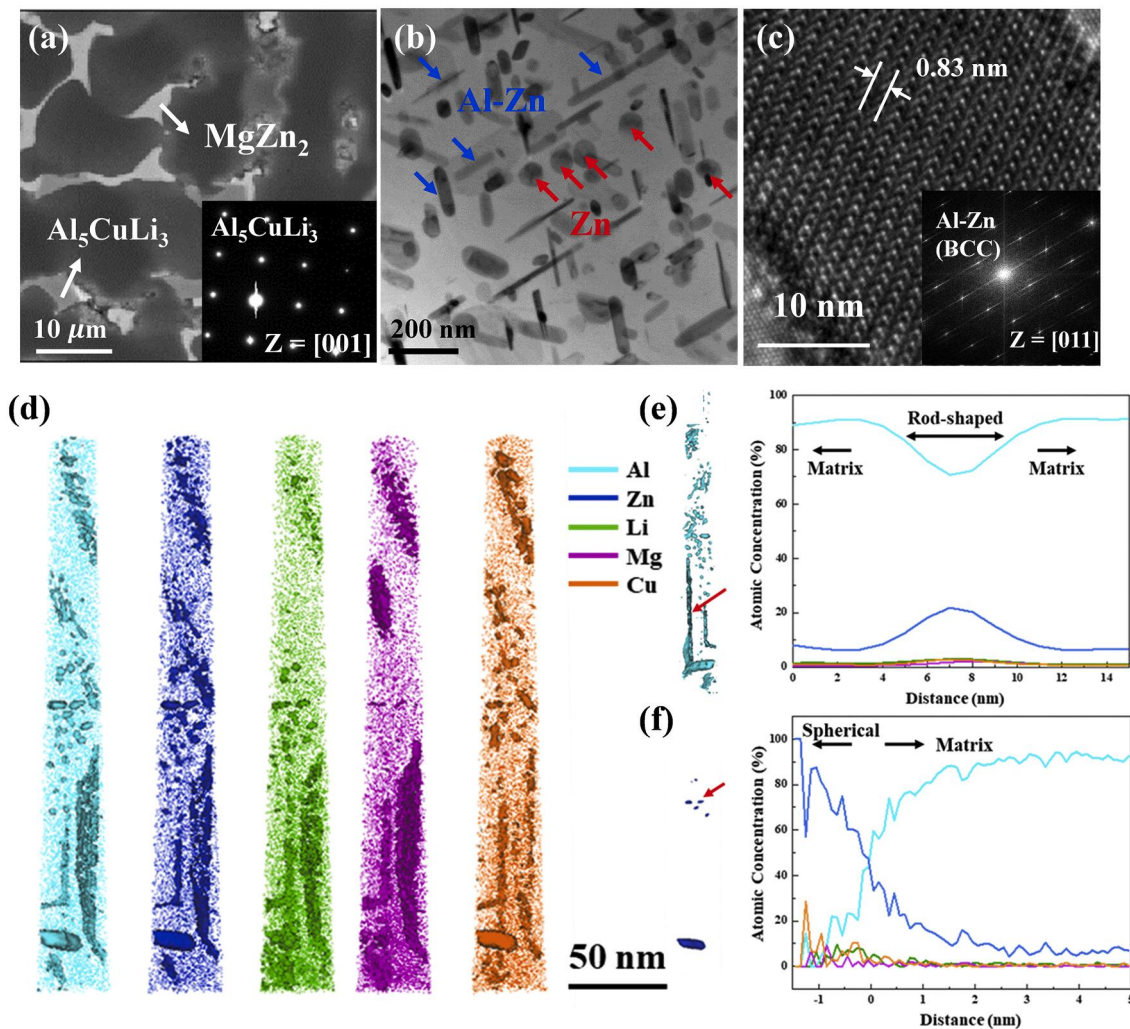 (a)
MgZn2
Al5CuLi3
10 μm
Al5CuLi3
Z = [001]
(b)
Al-Zn
Zn
200 nm
(c)
0.83 nm
10 nm
Al-Zn
(BCC)
Z = [011]
(d)
Al
Zn
Li
Mg
Cu
50 nm
(e)
Atomic Concentration (%)
100
80
60
40
20
0
Rod-shaped
Matrix
Matrix
0 2 4 6 8 10 12 14
Distance (nm)
(f)
Atomic Concentration (%)
100
80
60
40
20
0
Spherical
Matrix
-1 0 1 2 3 4 5
Distance (nm)